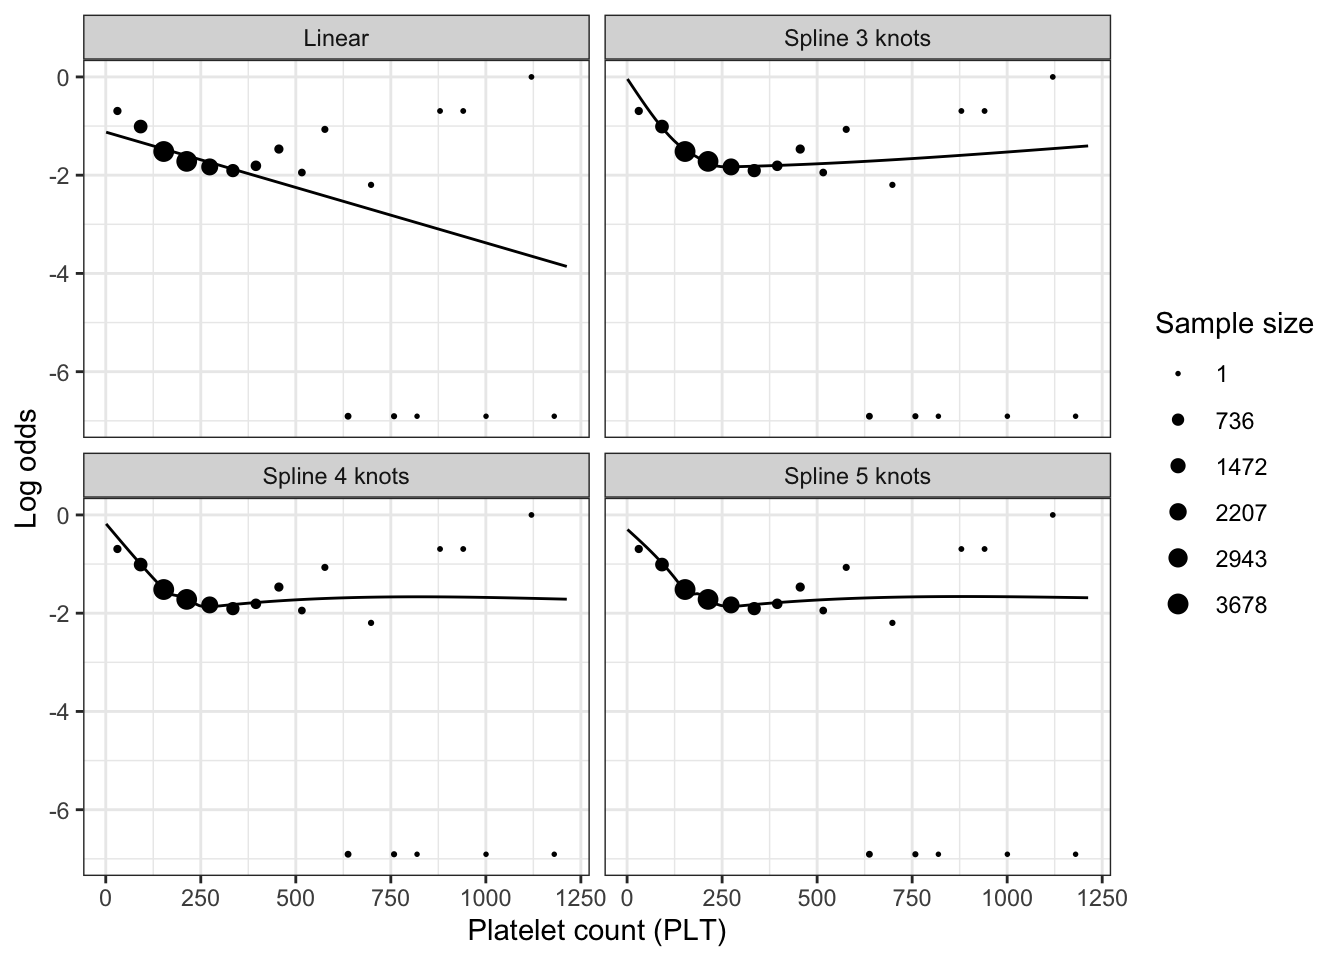 Linear
Spline 3 knots
0
-2
-4
-6
Spline 4 knots
Spline 5 knots
0
-2
-4
-6
0 250 500 750 1000 1250
0 250 500 750 1000 1250
Platelet count (PLT)
Log odds
Sample size
1
736
1472
2207
2943
3678